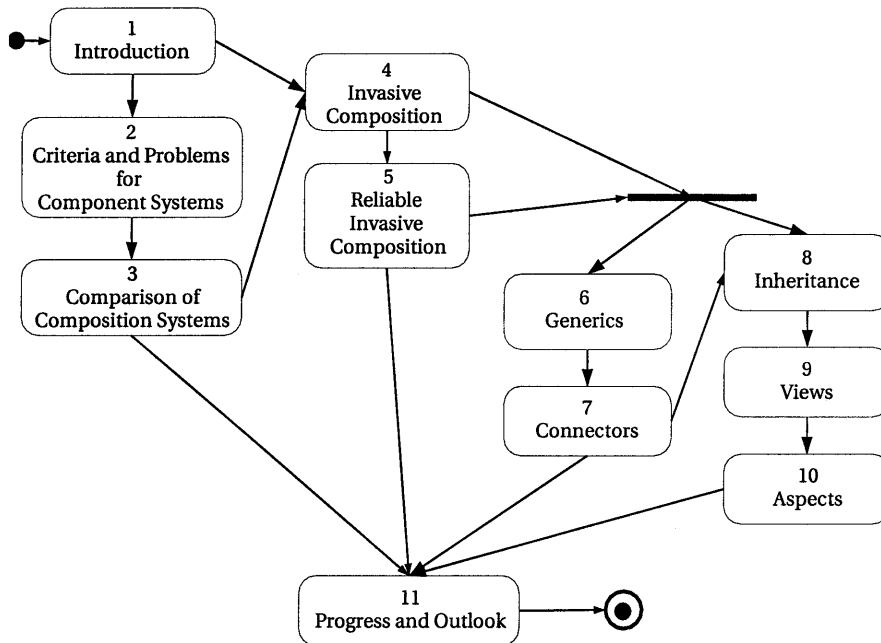 1
Introduction
2
Criteria and Problems
for
Component Systems
3
Comparison of
Composition Systems
4
Invasive
Composition
5
Reliable
Invasive
Composition
6
Generics
7
Connectors
8
Inheritance
9
Views
10
Aspects
11
Progress and Outlook